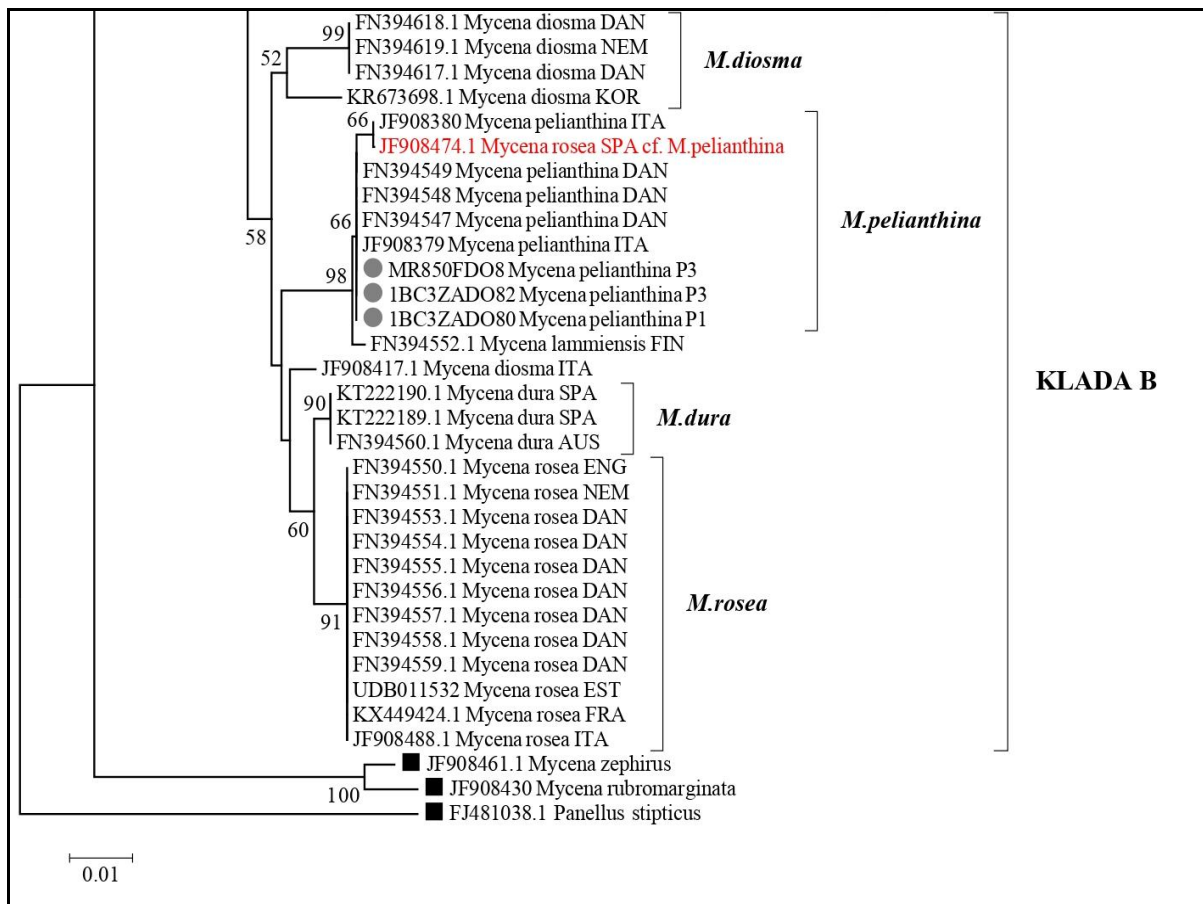 FN394618.1 Mycena diosma DAN
99
FN394619.1 Mycena diosma NEM
52
M.diosma
FN394617.1 Mycena diosma DAN
KR673698.1 Mycena diosma KOR
66
JF908380 Mycena pelianthina ITA
JF908474.1 Mycena rosea SPA cf. M.pelianthina
FN394549 Mycena pelianthina DAN
FN394548 Mycena pelianthina DAN
66
FN394547 Mycena pelianthina DAN
M.pelianthina
58
JF908379 Mycena pelianthina ITA
98
MR850FDO8 Mycena pelianthina P3
1BC3ZADO82 Mycena pelianthina P3
1BC3ZADO80 Mycena pelianthina P1
FN394552.1 Mycena lammiensis FIN
JF908417.1 Mycena diosma ITA
KLADA B
KT222190.1 Mycena dura SPA
90
KT222189.1 Mycena dura SPA
M.dura
FN394560.1 Mycena dura AUS
FN394550.1 Mycena rosea ENG
FN394551.1 Mycena rosea NEM
FN394553.1 Mycena rosea DAN
60
FN394554.1 Mycena rosea DAN
FN394555.1 Mycena rosea DAN
FN394556.1 Mycena rosea DAN
M.rosea
FN394557.1 Mycena rosea DAN
91
FN394558.1 Mycena rosea DAN
FN394559.1 Mycena rosea DAN
UDB011532 Mycena rosea EST
KX449424.1 Mycena rosea FRA
JF908488.1 Mycena rosea ITA
JF908461.1 Mycena zephirus
JF908430 Mycena rubromarginata
100
FJ481038.1 Panellus stipticus
0.01